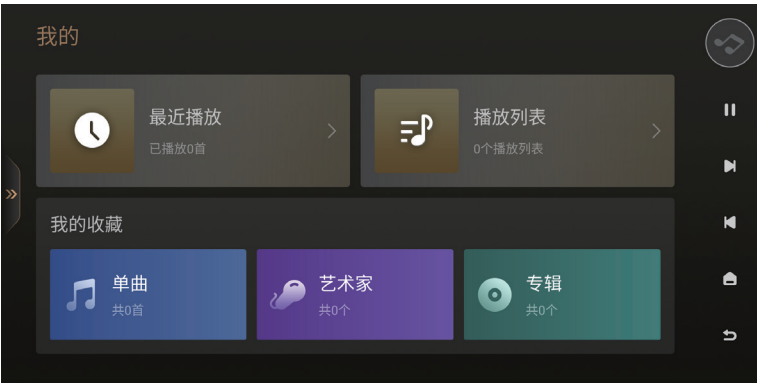 我的
最近播放
已播放0首
播放列表
0个播放列表
我的收藏
单曲
共0首
艺术家
共0个
专辑
共0个